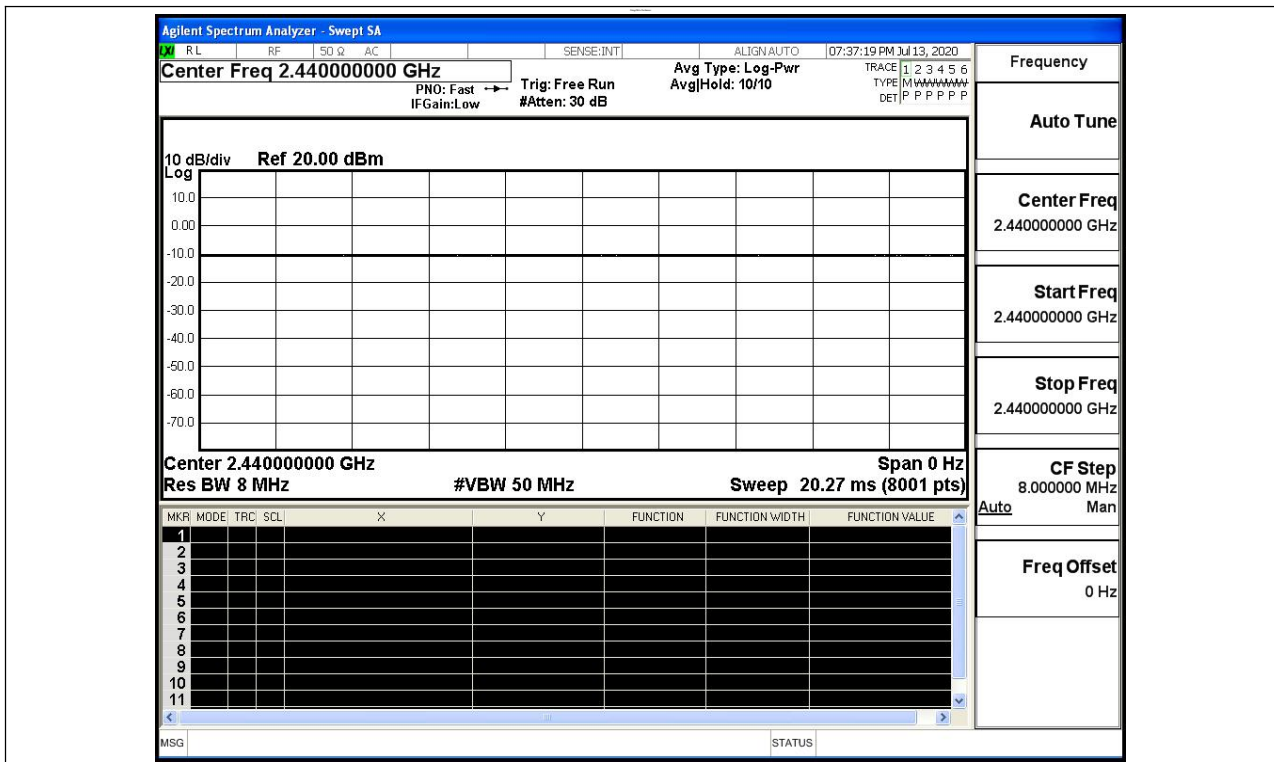 Agilent Spectrum Analyzer - Swept SA
LXI RL RF 50 Ω AC SENSE:INT ALIGN AUTO 07:37:19 PM Jul 13, 2020
Center Freq 2.440000000 GHz
PNO: Fast
IFGain:Low
Trig: Free Run
#Atten: 30 dB
Avg Type: Log-Pwr
Avg|Hold: 10/10
TRACE 1 2 3 4 5 6
TYPE MWWWWW
DET P P P P P P
10 dB/div Ref 20.00 dBm
Log
10.0
0.00
-10.0
-20.0
-30.0
-40.0
-50.0
-60.0
-70.0
Center 2.440000000 GHz Span 0 Hz
Res BW 8 MHz #VBW 50 MHz Sweep 20.27 ms (8001 pts)
MKR MODE TRC SCL X Y FUNCTION FUNCTION WIDTH FUNCTION VALUE
1
2
3
4
5
6
7
8
9
10
11
MSG STATUS
Frequency
Auto Tune
Center Freq
2.440000000 GHz
Start Freq
2.440000000 GHz
Stop Freq
2.440000000 GHz
CF Step
8.000000 MHz
Auto Man
Freq Offset
0 Hz